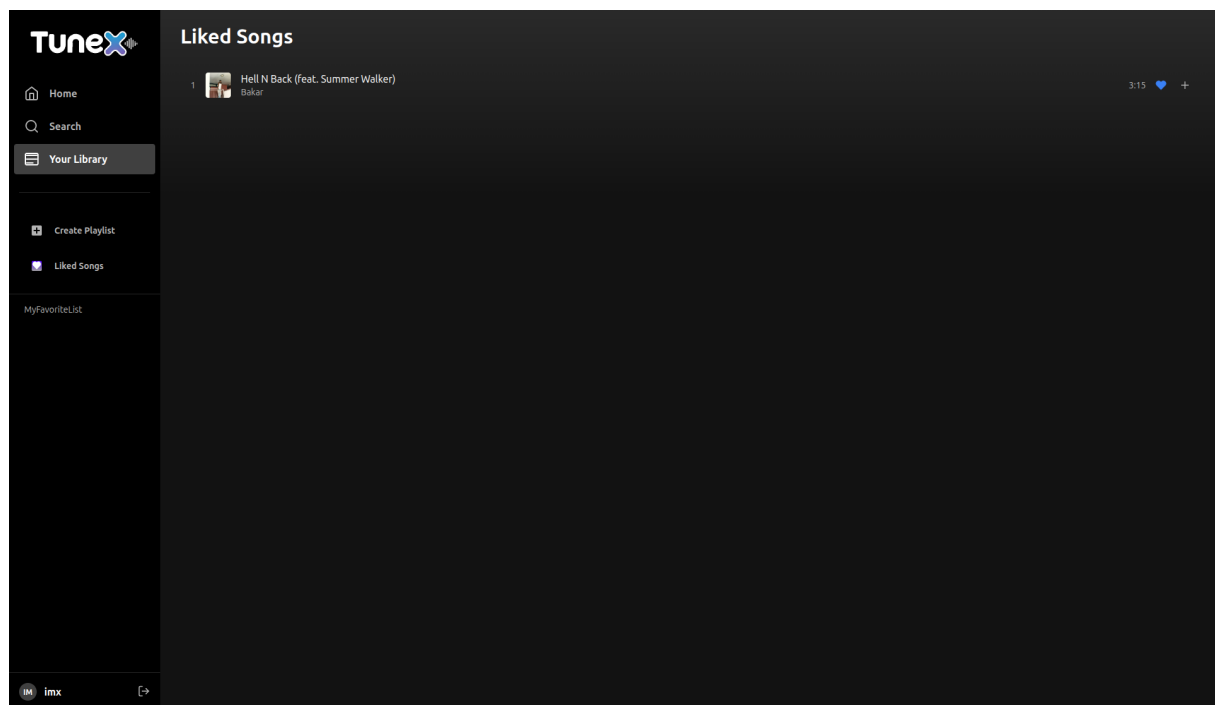 TuneX
Home
Search
Your Library
Create Playlist
Liked Songs
MyFavoriteList
IM imx
Liked Songs
1 Hell N Back (feat. Summer Walker) 3:15
Bakar